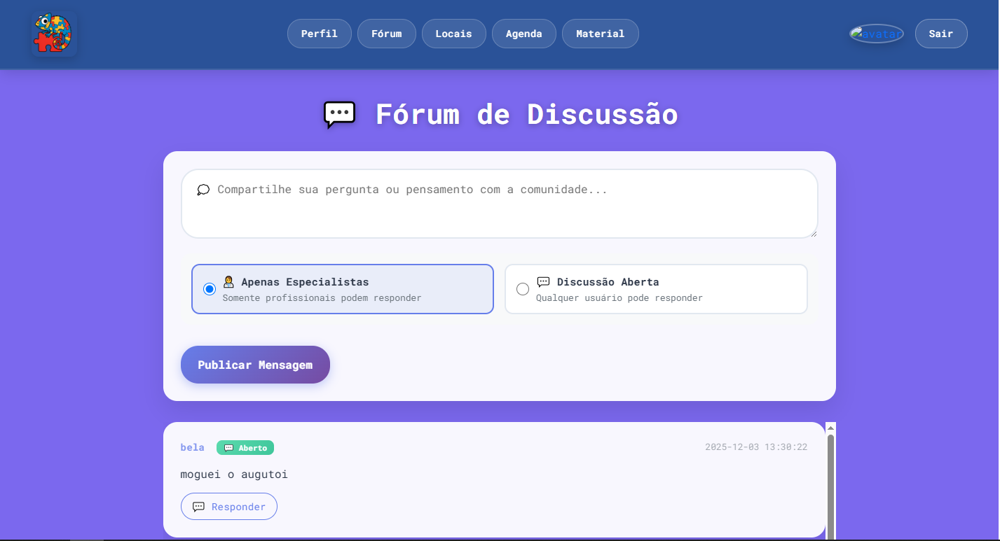 Perfil
Fórum
Locais
Agenda
Material
avatar
Sair
💬 Fórum de Discussão
💭 Compartilhe sua pergunta ou pensamento com a comunidade...
👩‍⚕️ Apenas Especialistas
Somente profissionais podem responder
💬 Discussão Aberta
Qualquer usuário pode responder
Publicar Mensagem
bela 💬 Aberto 2025-12-03 13:30:22
moguei o augutoi
💬 Responder